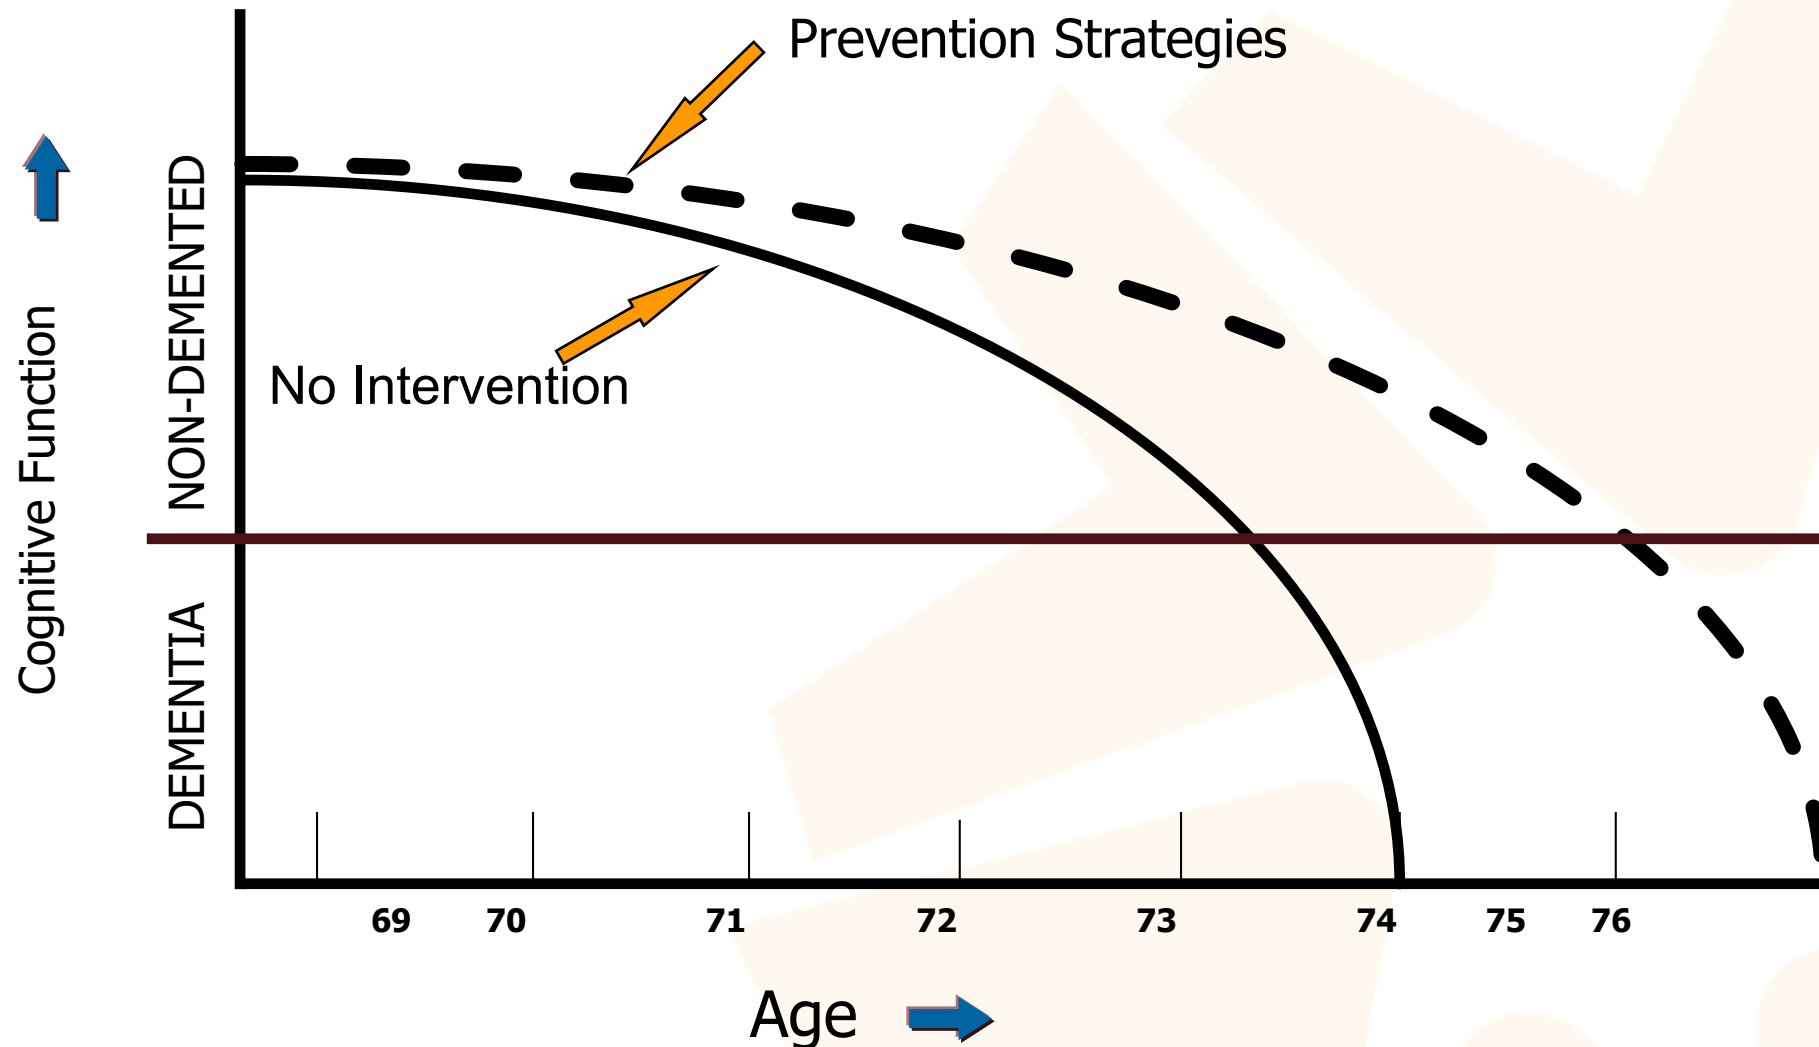 Prevention Strategies
Cognitive Function
NON-DEMENTED
No Intervention
DEMENTIA
69 70 71 72 73 74 75 76
Age